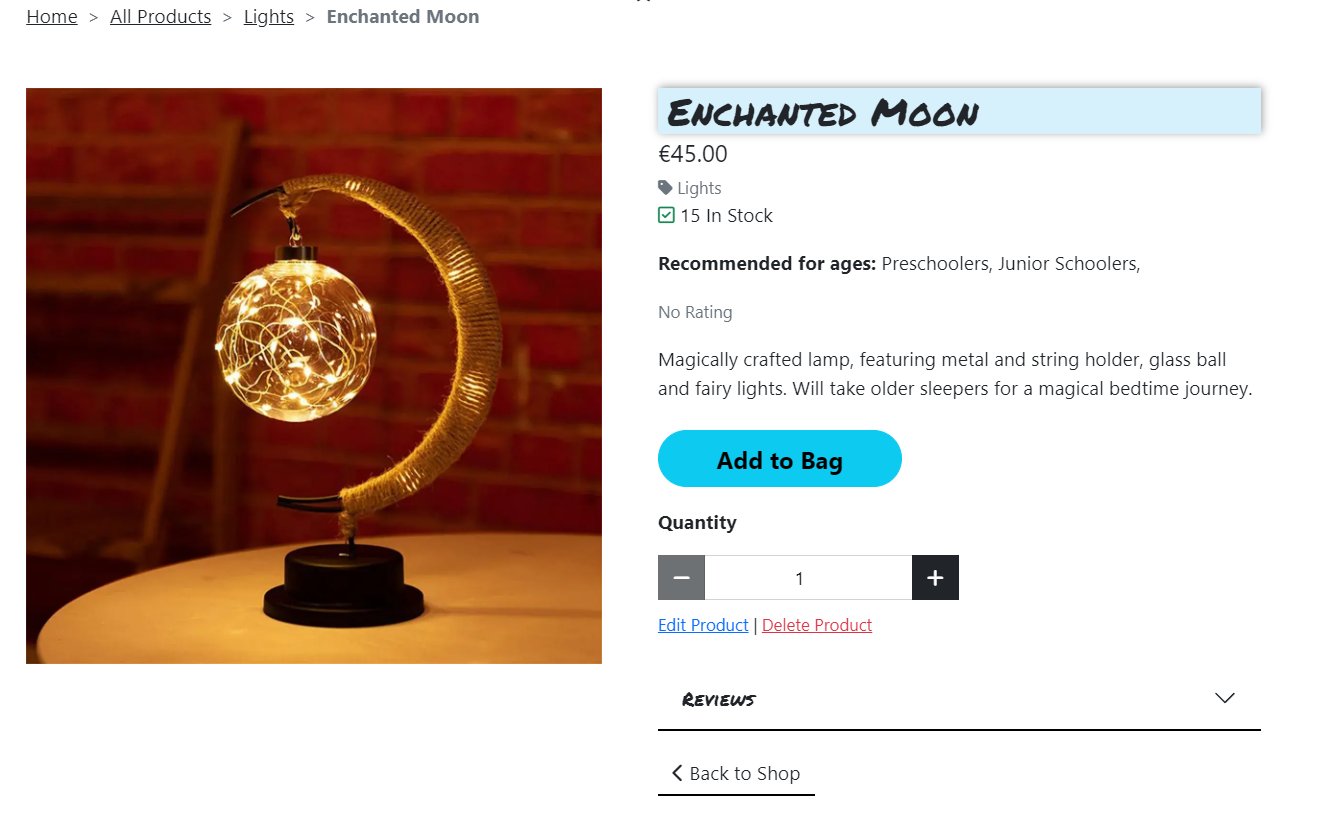 Home > All Products > Lights > Enchanted Moon
Enchanted Moon
€45.00
Lights
15 In Stock
Recommended for ages: Preschoolers, Junior Schoolers,
No Rating
Magically crafted lamp, featuring metal and string holder, glass ball
and fairy lights. Will take older sleepers for a magical bedtime journey.
Add to Bag
Quantity
− 1 +
Edit Product | Delete Product
Reviews
Back to Shop